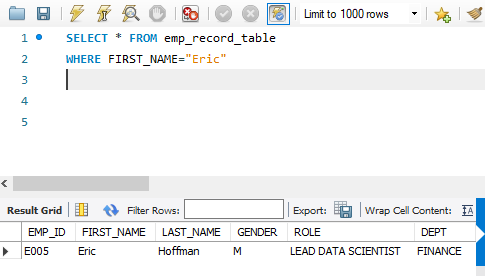 Limit to 1000 rows
1 SELECT * FROM emp_record_table
2 WHERE FIRST_NAME="Eric"
3
4
5
Result Grid Filter Rows: Export: Wrap Cell Content: IA
EMP_ID FIRST_NAME LAST_NAME GENDER ROLE DEPT
E005 Eric Hoffman M LEAD DATA SCIENTIST FINANCE